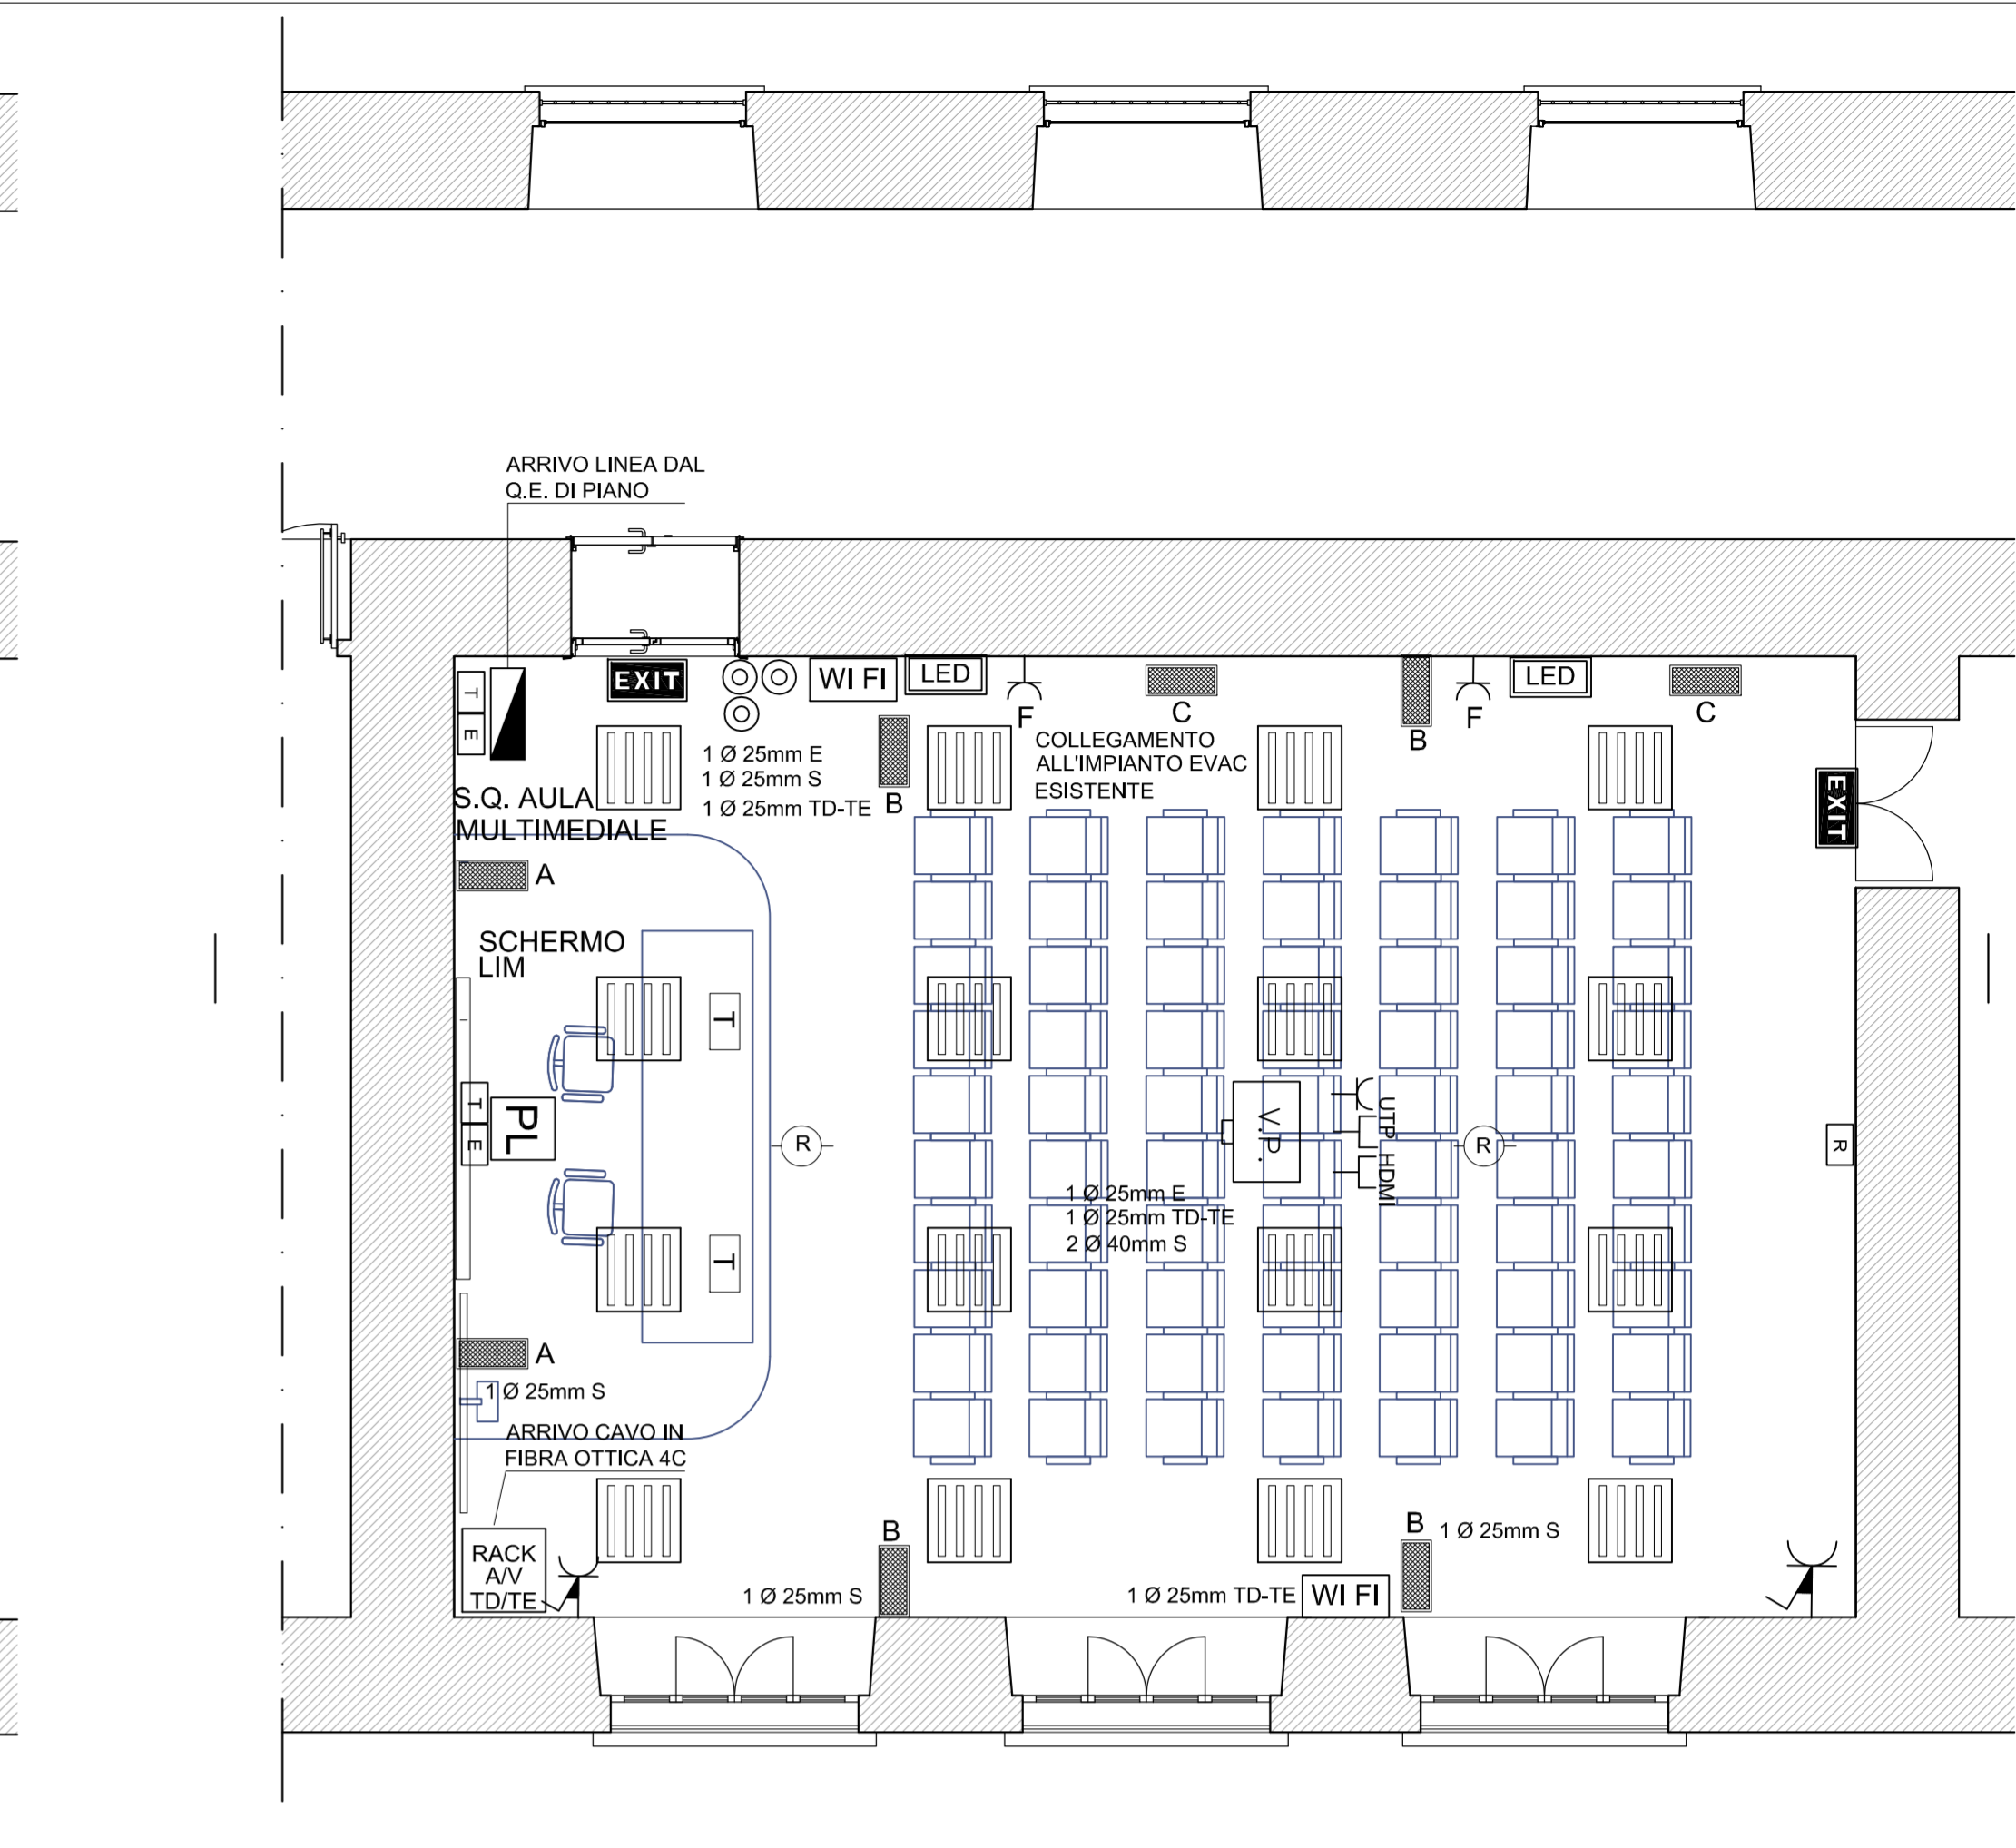 ARRIVO LINEA DAL
Q.E. DI PIANO
T
E
EXIT
WI FI
LED
F
C
B
F
LED
C
1 Ø 25mm E
1 Ø 25mm S
1 Ø 25mm TD-TE
B
COLLEGAMENTO
ALL'IMPIANTO EVAC
ESISTENTE
EXIT
S.Q. AULA
MULTIMEDIALE
A
SCHERMO
LIM
T
T
E
PL
R
V.P.
UTP
HDMI
R
R
1 Ø 25mm E
1 Ø 25mm TD-TE
2 Ø 40mm S
T
A
1 Ø 25mm S
ARRIVO CAVO IN
FIBRA OTTICA 4C
RACK
A/V
TD/TE
1 Ø 25mm S
B
1 Ø 25mm TD-TE
WI FI
B
1 Ø 25mm S